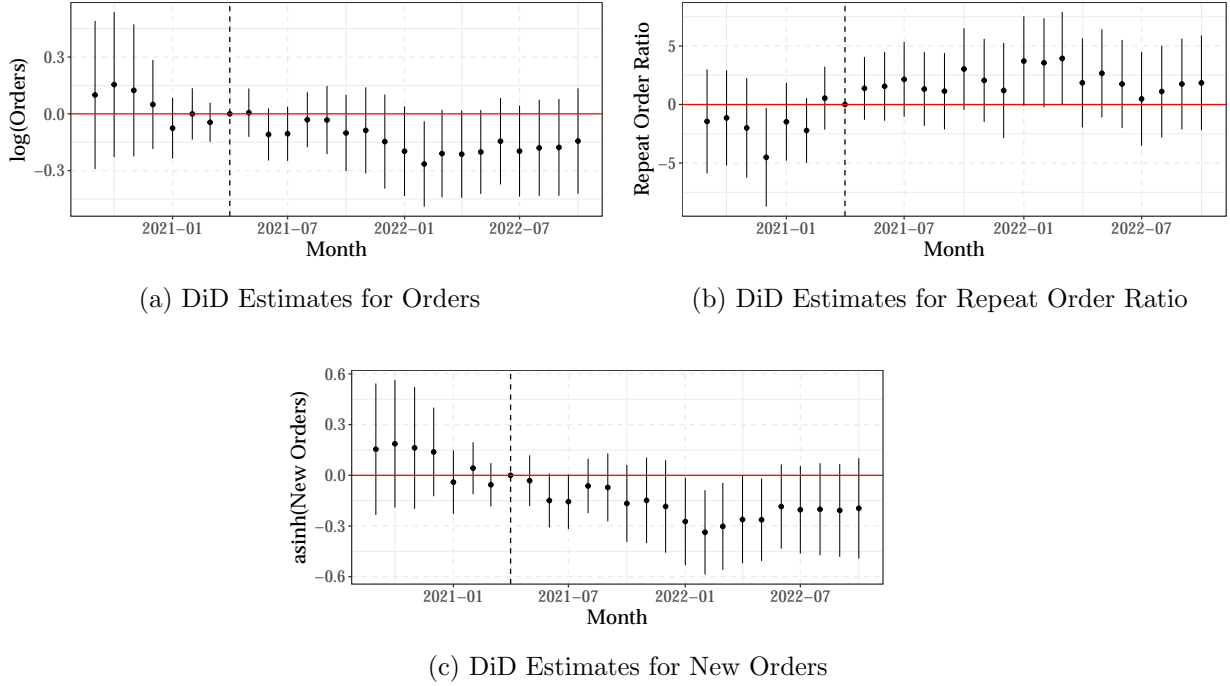 log(Orders)
0.3
0.0
−0.3
2021−01
2021−07
2022−01
2022−07
Month
(a) DiD Estimates for Orders
Repeat Order Ratio
5
0
−5
2021−01
2021−07
2022−01
2022−07
Month
(b) DiD Estimates for Repeat Order Ratio
asinh(New Orders)
0.6
0.3
0.0
−0.3
−0.6
2021−01
2021−07
2022−01
2022−07
Month
(c) DiD Estimates for New Orders